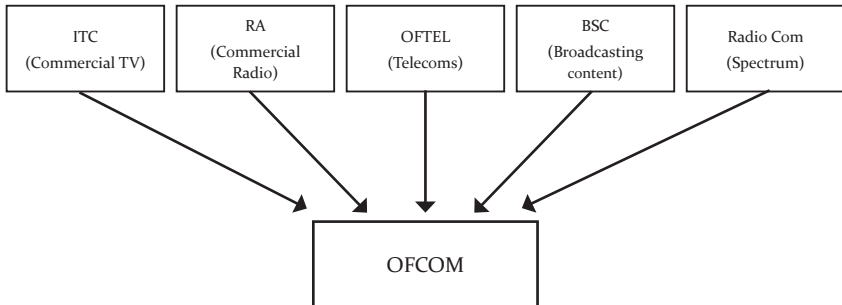 ITC
(Commercial TV)
RA
(Commercial
Radio)
OFTEL
(Telecoms)
BSC
(Broadcasting
content)
Radio Com
(Spectrum)
OFCOM